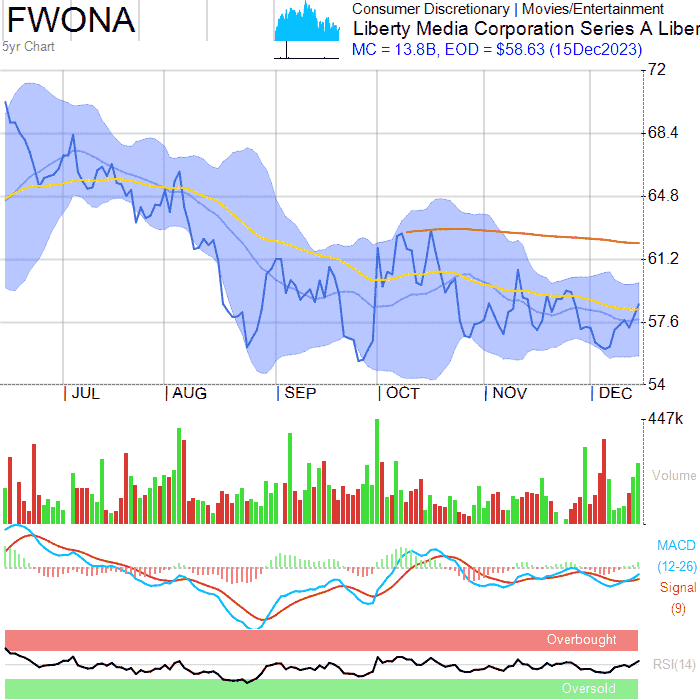 FWONA
5yr Chart
Consumer Discretionary | Movies/Entertainment
Liberty Media Corporation Series A Liber
MC = 13.8B, EOD = $58.63 (15Dec2023)
72
68.4
64.8
61.2
57.6
54
JUL AUG SEP OCT NOV DEC
447k
Volume
MACD
(12-26)
Signal
(9)
Overbought
RSI(14)
Oversold